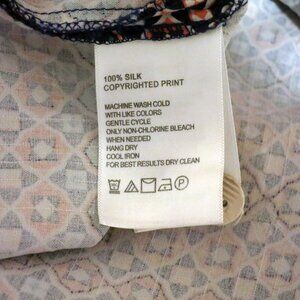 100% SILK
COPYRIGHTED PRINT
MACHINE WASH COLD
WITH LIKE COLORS
GENTLE CYCLE
ONLY NON-CHLORINE BLEACH
WHEN NEEDED
HANG DRY
COOL IRON
FOR BEST RESULTS DRY CLEAN
P